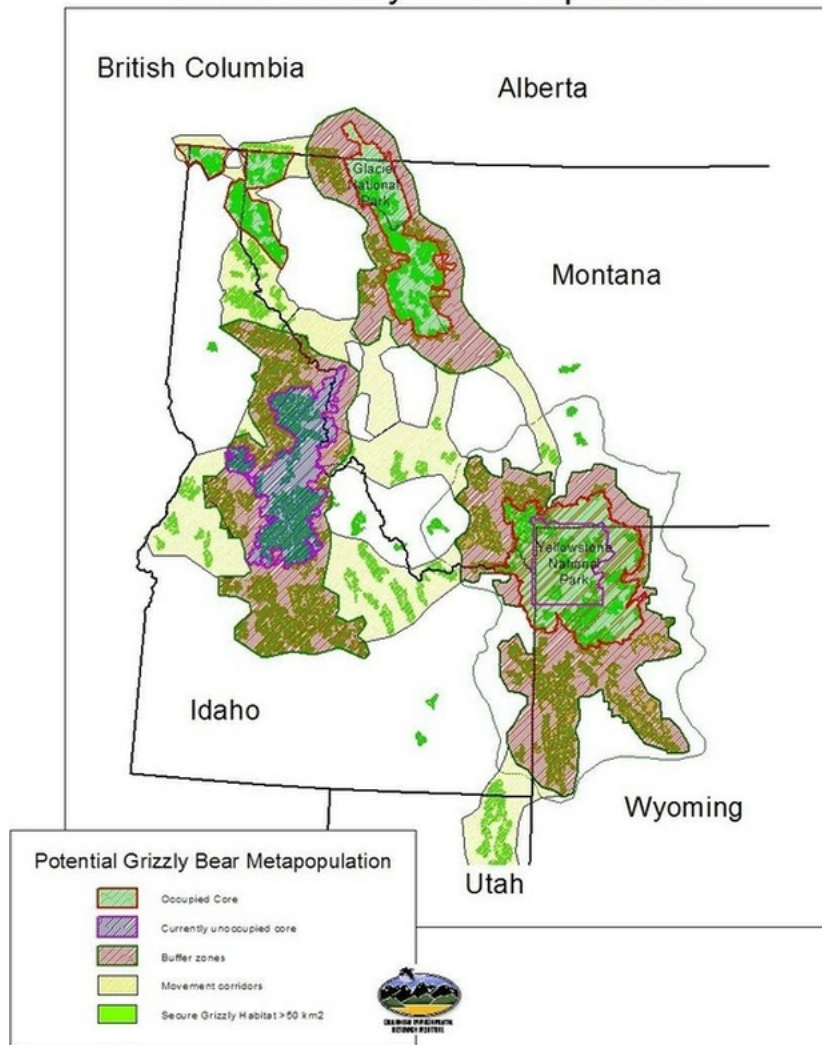 British Columbia
Alberta
Glacier
National
Park
Montana
Yellowstone
National
Park
Idaho
Wyoming
Utah
Potential Grizzly Bear Metapopulation
Occupied Core
Currently unoccupied core
Buffer zones
Movement corridors
Secure Grizzly Habitat >50 km2